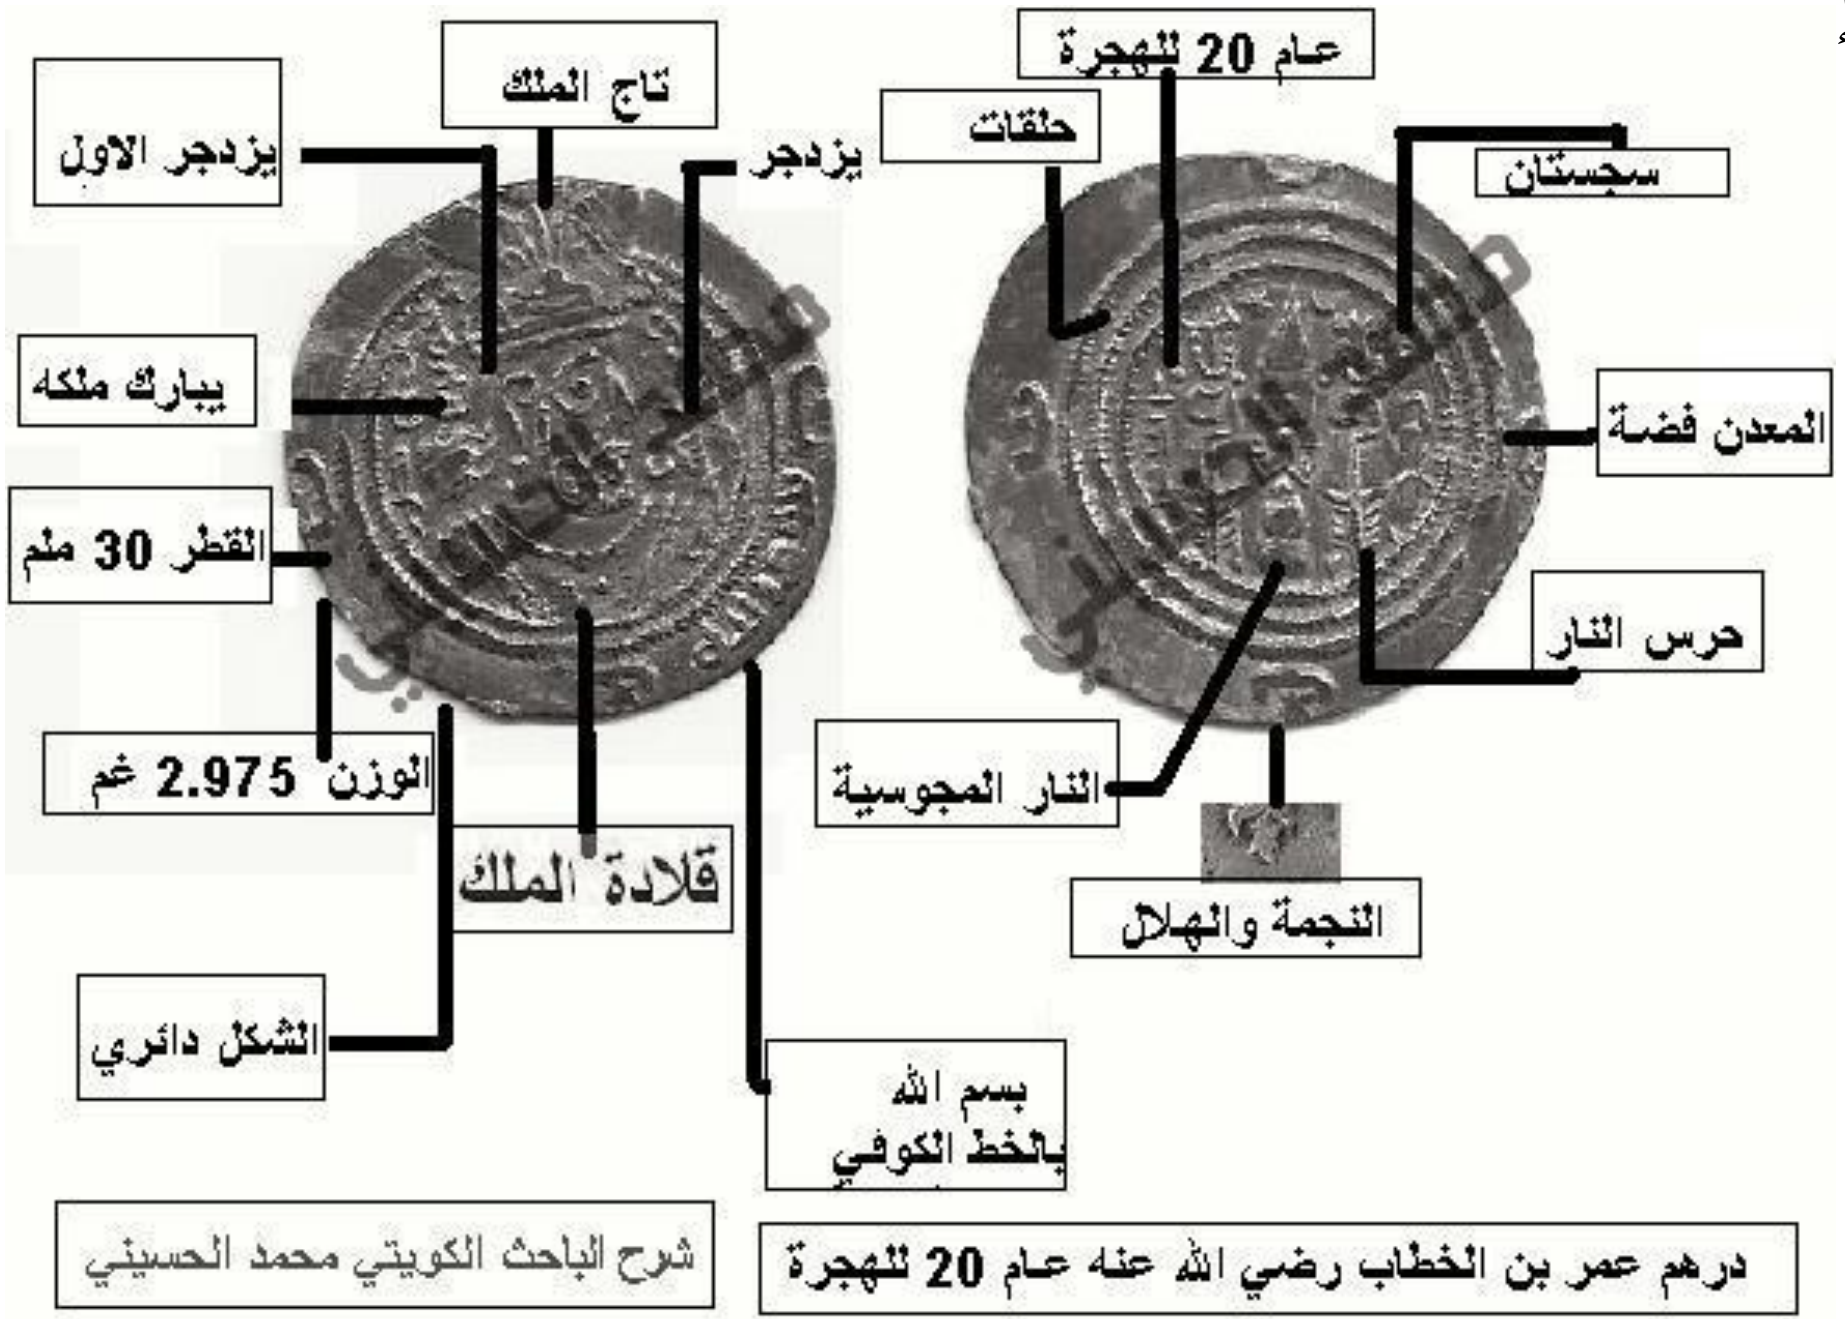 عام 20 للهجرة
تاج الملك
حلقات
يزدجر الاول
يزدجر
سجستان
يبارك ملكه
المعدن فضة
القطر 30 ملم
حرس النار
الوزن 2.975 غم
النار المجوسية
قلادة الملك
النجمة والهلال
الشكل دائري
بسم الله
بالخط الكوفي
درهم عمر بن الخطاب رضي الله عنه عام 20 للهجرة
شرح الباحث الكويتي محمد الحسيني